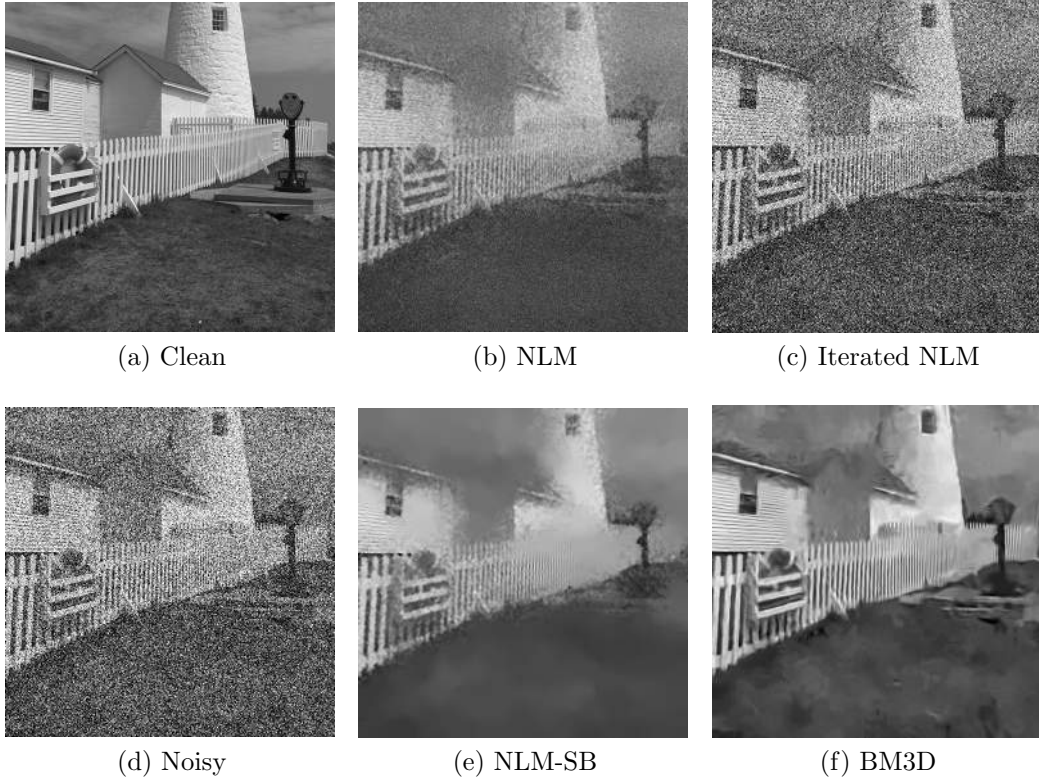 (a) Clean
(b) NLM
(c) Iterated NLM
(d) Noisy
(e) NLM-SB
(f) BM3D